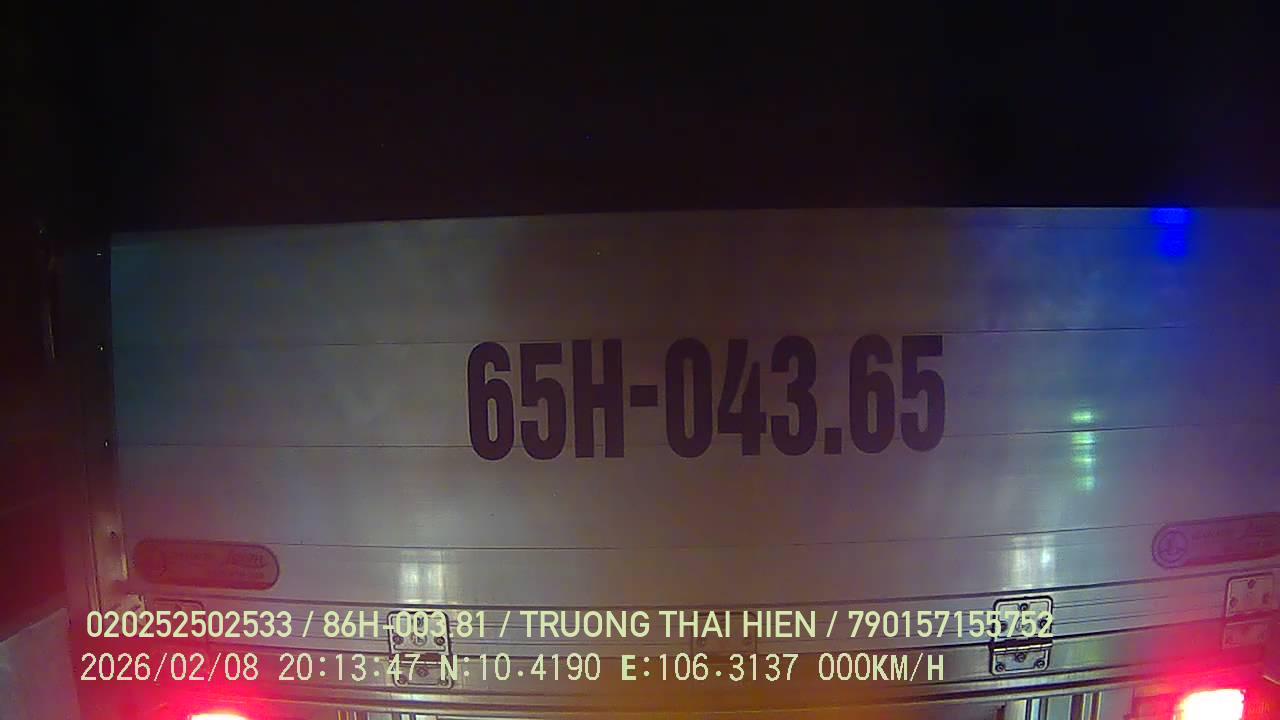 65H-043.65
020252502533 / 86H-003 81 / TRUONG THAI HIEN / 790157155752
2026/02/08 20:13:47 N:10.4190 E:106.3137 000KM/H